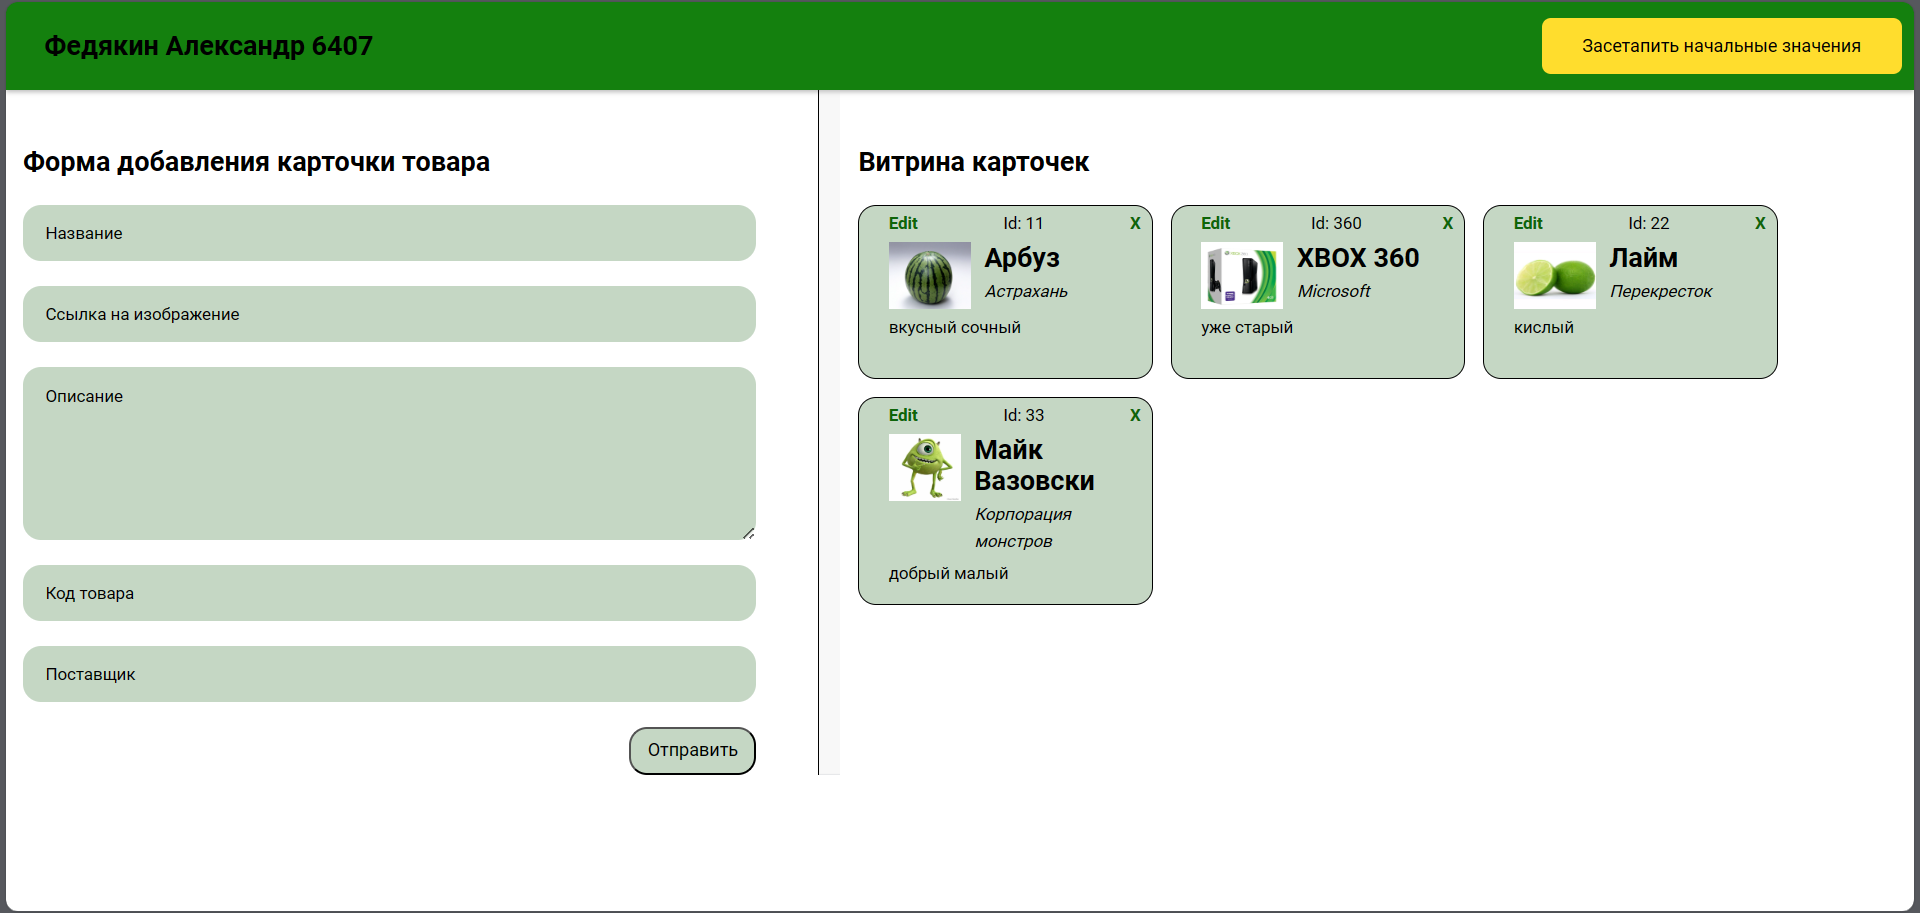 Федякин Александр 6407
Засетапить начальные значения
Форма добавления карточки товара
Название
Ссылка на изображение
Описание
Код товара
Поставщик
Отправить
Витрина карточек
Edit Id: 11 X
Арбуз
Астрахань
вкусный сочный
Edit Id: 360 X
XBOX 360
Microsoft
уже старый
Edit Id: 22 X
Лайм
Перекресток
кислый
Edit Id: 33 X
Майк
Вазовски
Корпорация
монстров
добрый малый